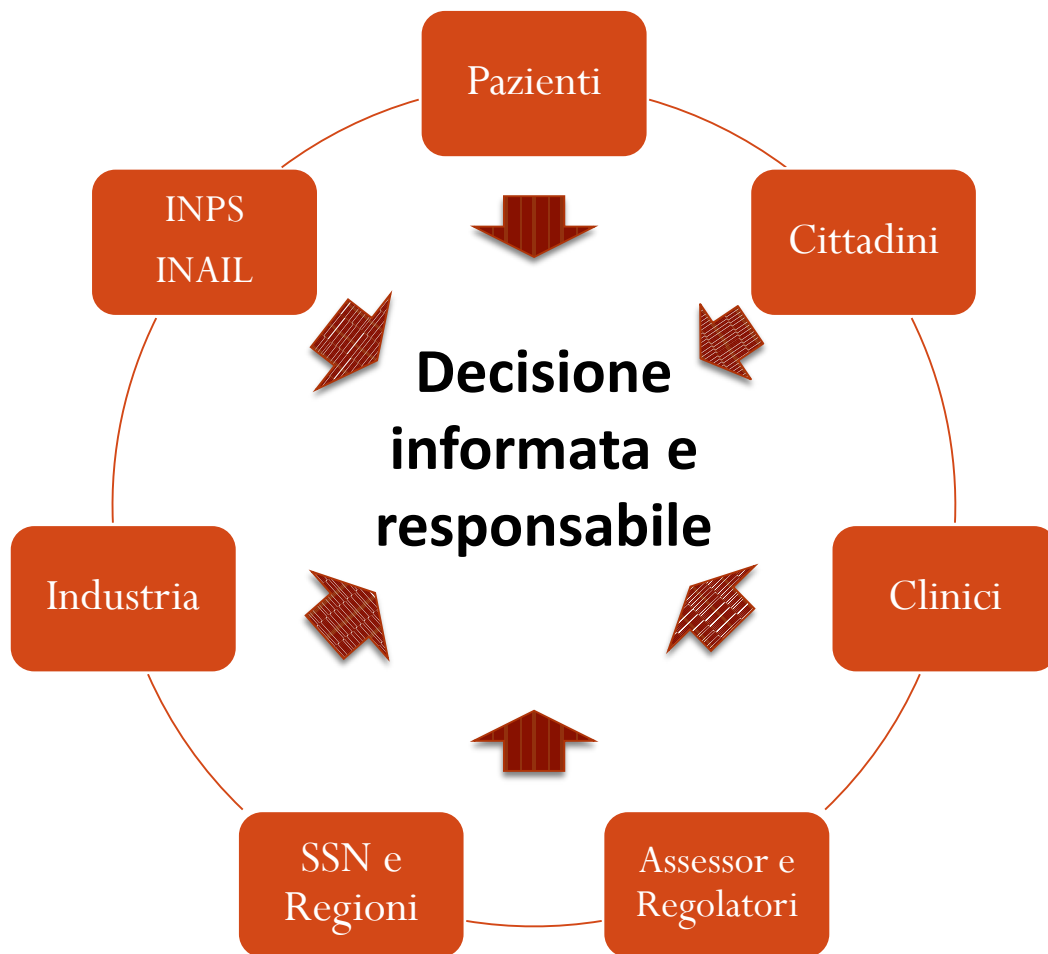 Pazienti
INPS
INAIL
Cittadini
Decisione
informata e
responsabile
Industria
Clinici
SSN e
Regioni
Assessor e
Regolatori